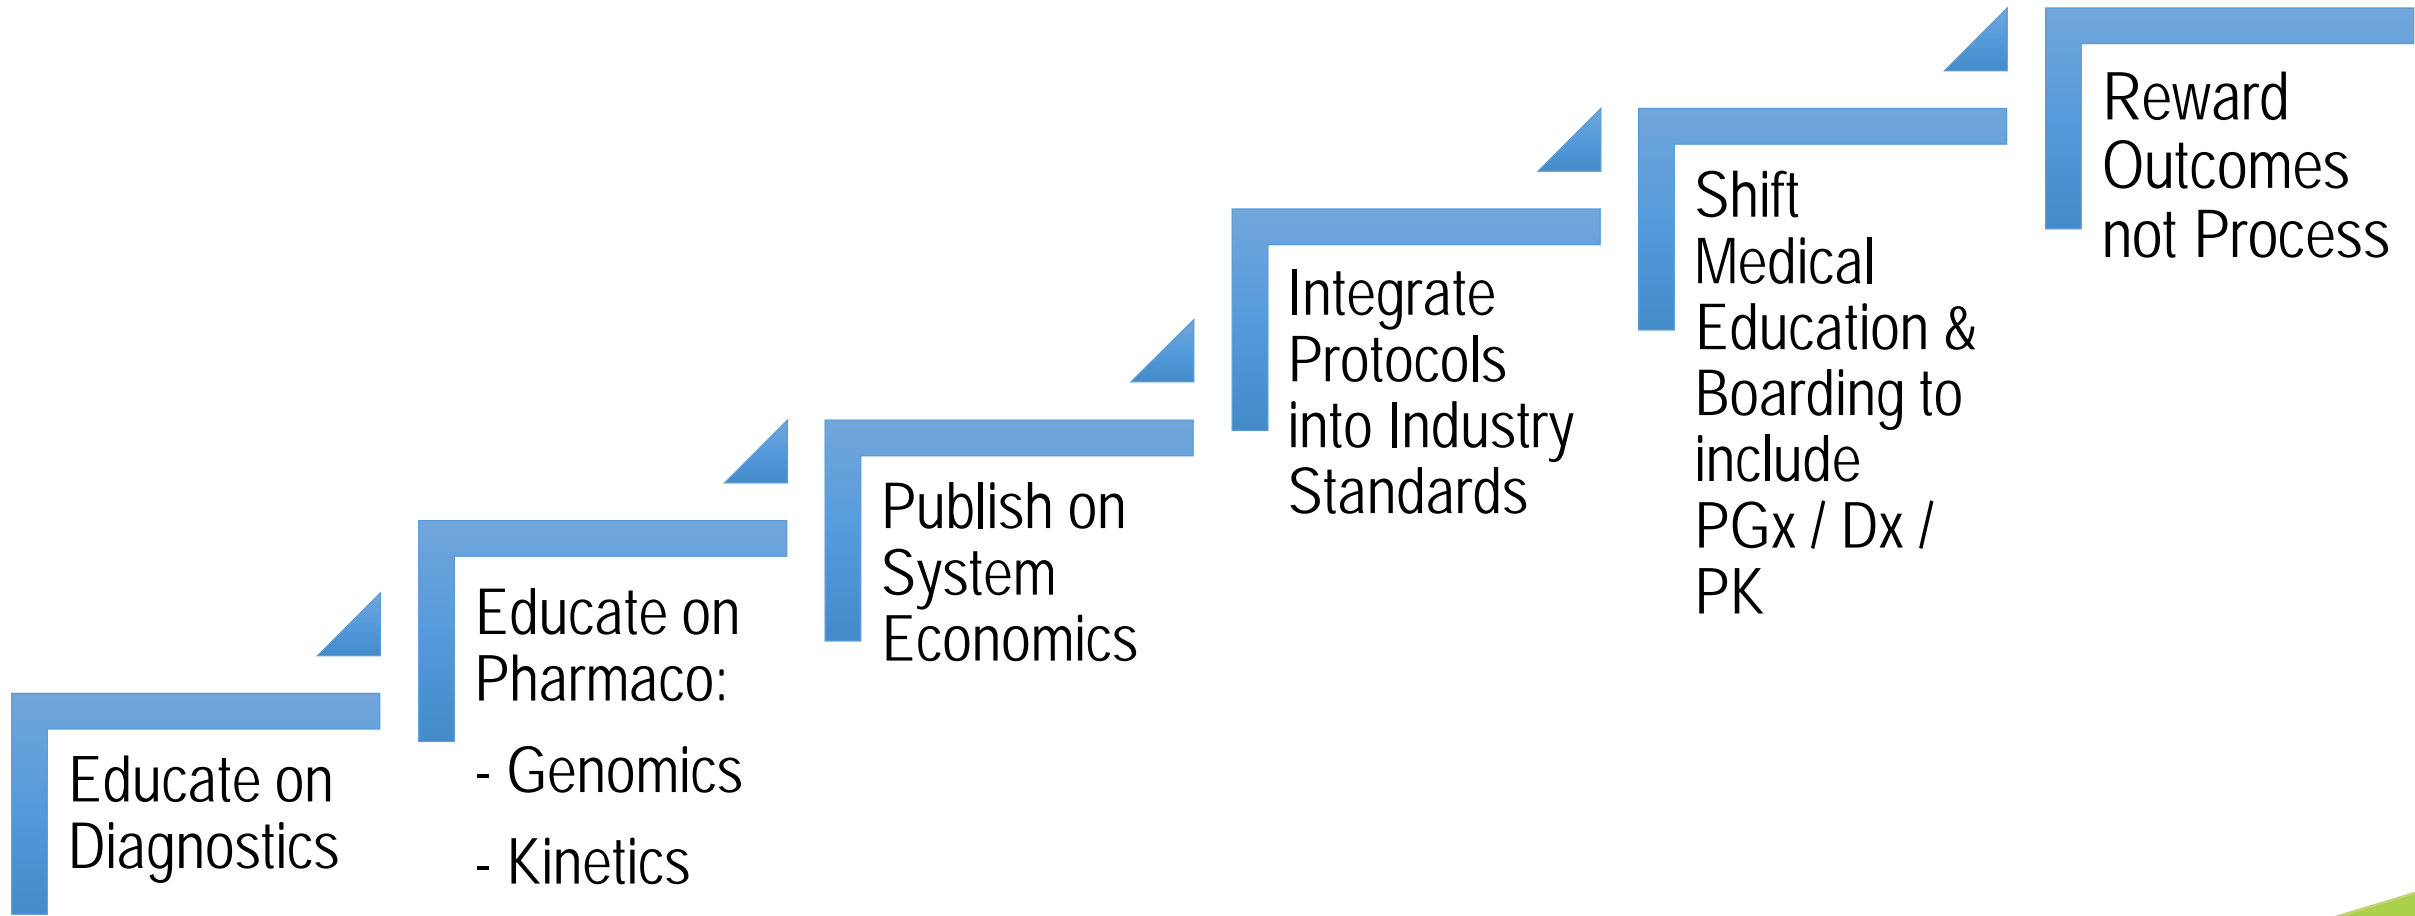 Educate on
Diagnostics
Educate on
Pharmaco:
- Genomics
- Kinetics
Publish on
System
Economics
Integrate
Protocols
into Industry
Standards
Shift
Medical
Education &
Boarding to
include
PGx / Dx /
PK
Reward
Outcomes
not Process